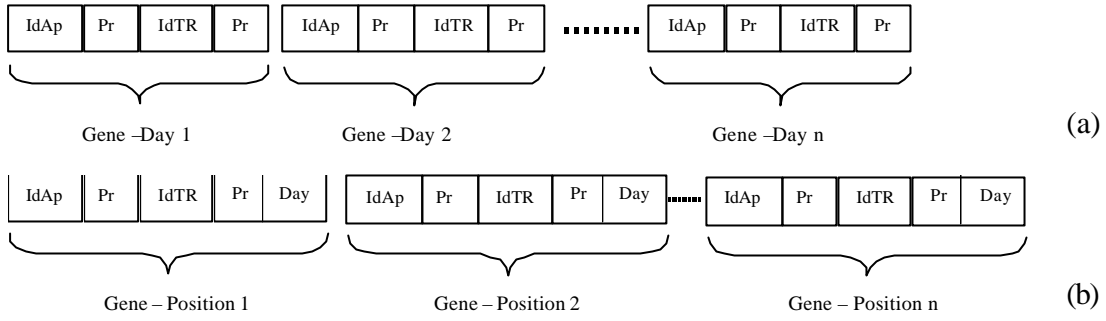 IdAp Pr IdTR Pr IdAp Pr IdTR Pr IdAp Pr IdTR Pr
Gene –Day 1 Gene –Day 2 Gene –Day n
(a)
IdAp Pr IdTR Pr Day IdAp Pr IdTR Pr Day IdAp Pr IdTR Pr Day
Gene – Position 1 Gene – Position 2 Gene – Position n
(b)